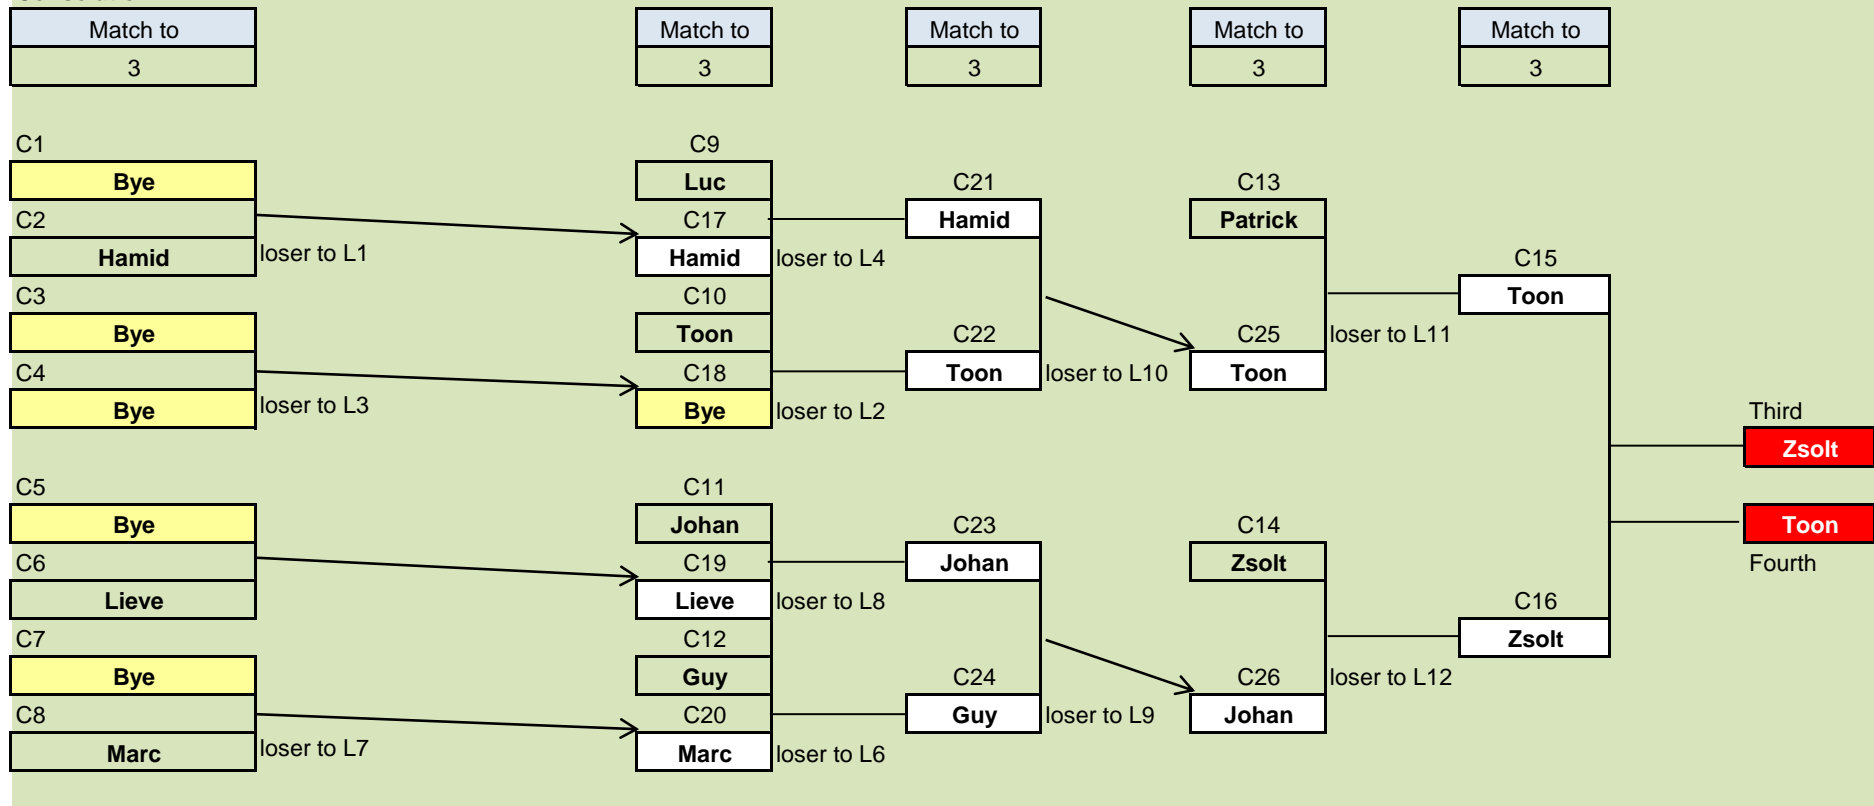 Match to Match to Match to Match to Match to
3 3 3 3 3
C1 C9
Bye Luc C21 C13
C2 C17 Hamid Patrick
Hamid loser to L1 Hamid loser to L4 C15
C3 C10 Toon
Bye Toon C22 C25 loser to L11
C4 C18 Toon loser to L10 Toon
Bye loser to L3 Bye loser to L2 Third
Zsolt
C5 C11
Bye Johan C23 C14 Toon
C6 C19 Johan Zsolt Fourth
Lieve Lieve loser to L8 C16
C7 C12 Zsolt
Bye Guy C24 C26 loser to L12
C8 C20 Guy loser to L9 Johan
Marc loser to L7 Marc loser to L6